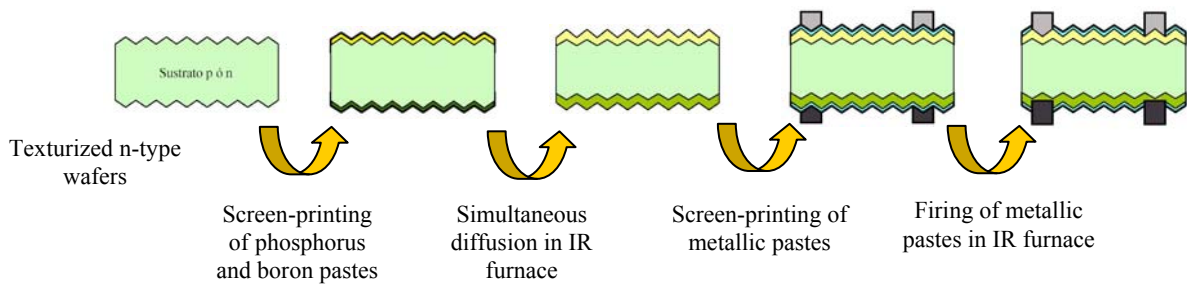 Sustrato p ó n
Texturized n-type
wafers
Screen-printing
of phosphorus
and boron pastes
Simultaneous
diffusion in IR
furnace
Screen-printing of
metallic pastes
Firing of metallic
pastes in IR furnace